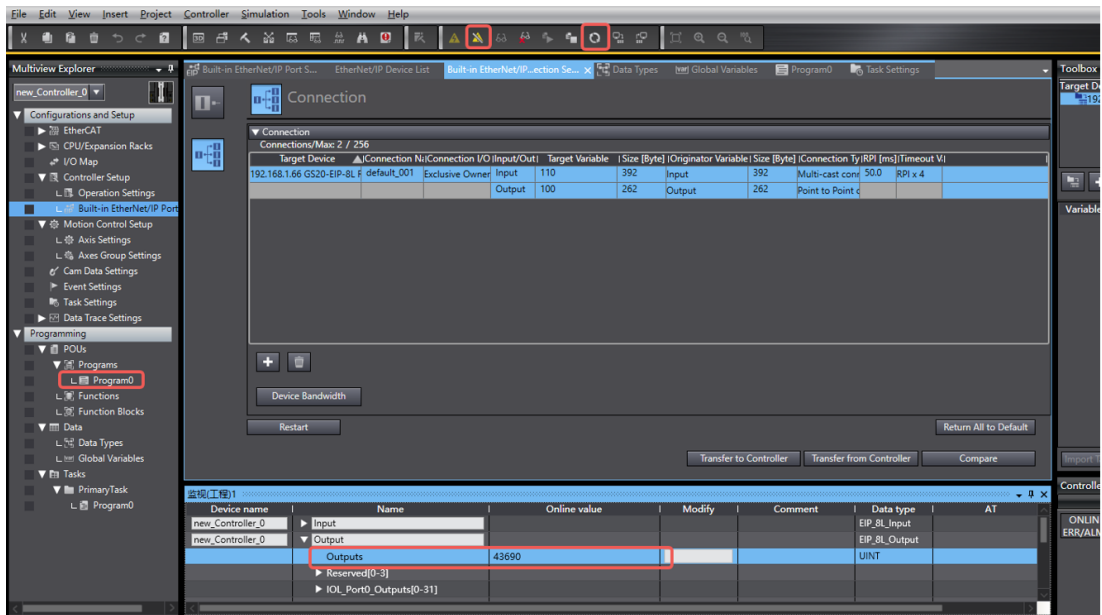 File Edit View Insert Project Controller Simulation Tools Window Help
Multiview Explorer
new_Controller_0
Configurations and Setup
EtherCAT
CPU/Expansion Racks
I/O Map
Controller Setup
Operation Settings
Built-in EtherNet/IP Port
Motion Control Setup
Axis Settings
Axes Group Settings
Cam Data Settings
Event Settings
Task Settings
Data Trace Settings
Programming
POUs
Programs
Program0
Functions
Function Blocks
Data
Data Types
Global Variables
Tasks
PrimaryTask
Program0
Built-in EtherNet/IP Port S... EtherNet/IP Device List Built-in EtherNet/IP...ection Se... x Data Types Global Variables Program0 Task Settings
Connection
Connection
Connections/Max: 2 / 256
Target Device Connection Na Connection I/O Input/Out Target Variable Size [Byte] Originator Variable Size [Byte] Connection Ty RPI [ms] Timeout V
192.168.1.66 GS20-EIP-8L default_001 Exclusive Owner Input 110 392 Input 392 Multi-cast conr 50.0 RPI x 4
Output 100 262 Output 262 Point to Point c
Device Bandwidth
Restart Return All to Default
Transfer to Controller Transfer from Controller Compare
监视(工程)1
Device name Name Online value Modify Comment Data type AT
new_Controller_0 Input EIP_8L_Input
new_Controller_0 Output EIP_8L_Output
Outputs 43690 UINT
Reserved[0-3]
IOL_Port0_Outputs[0-31]
Toolbox
Target De
192
Variable
Import T
Controlle
ONLIN
ERR/ALM